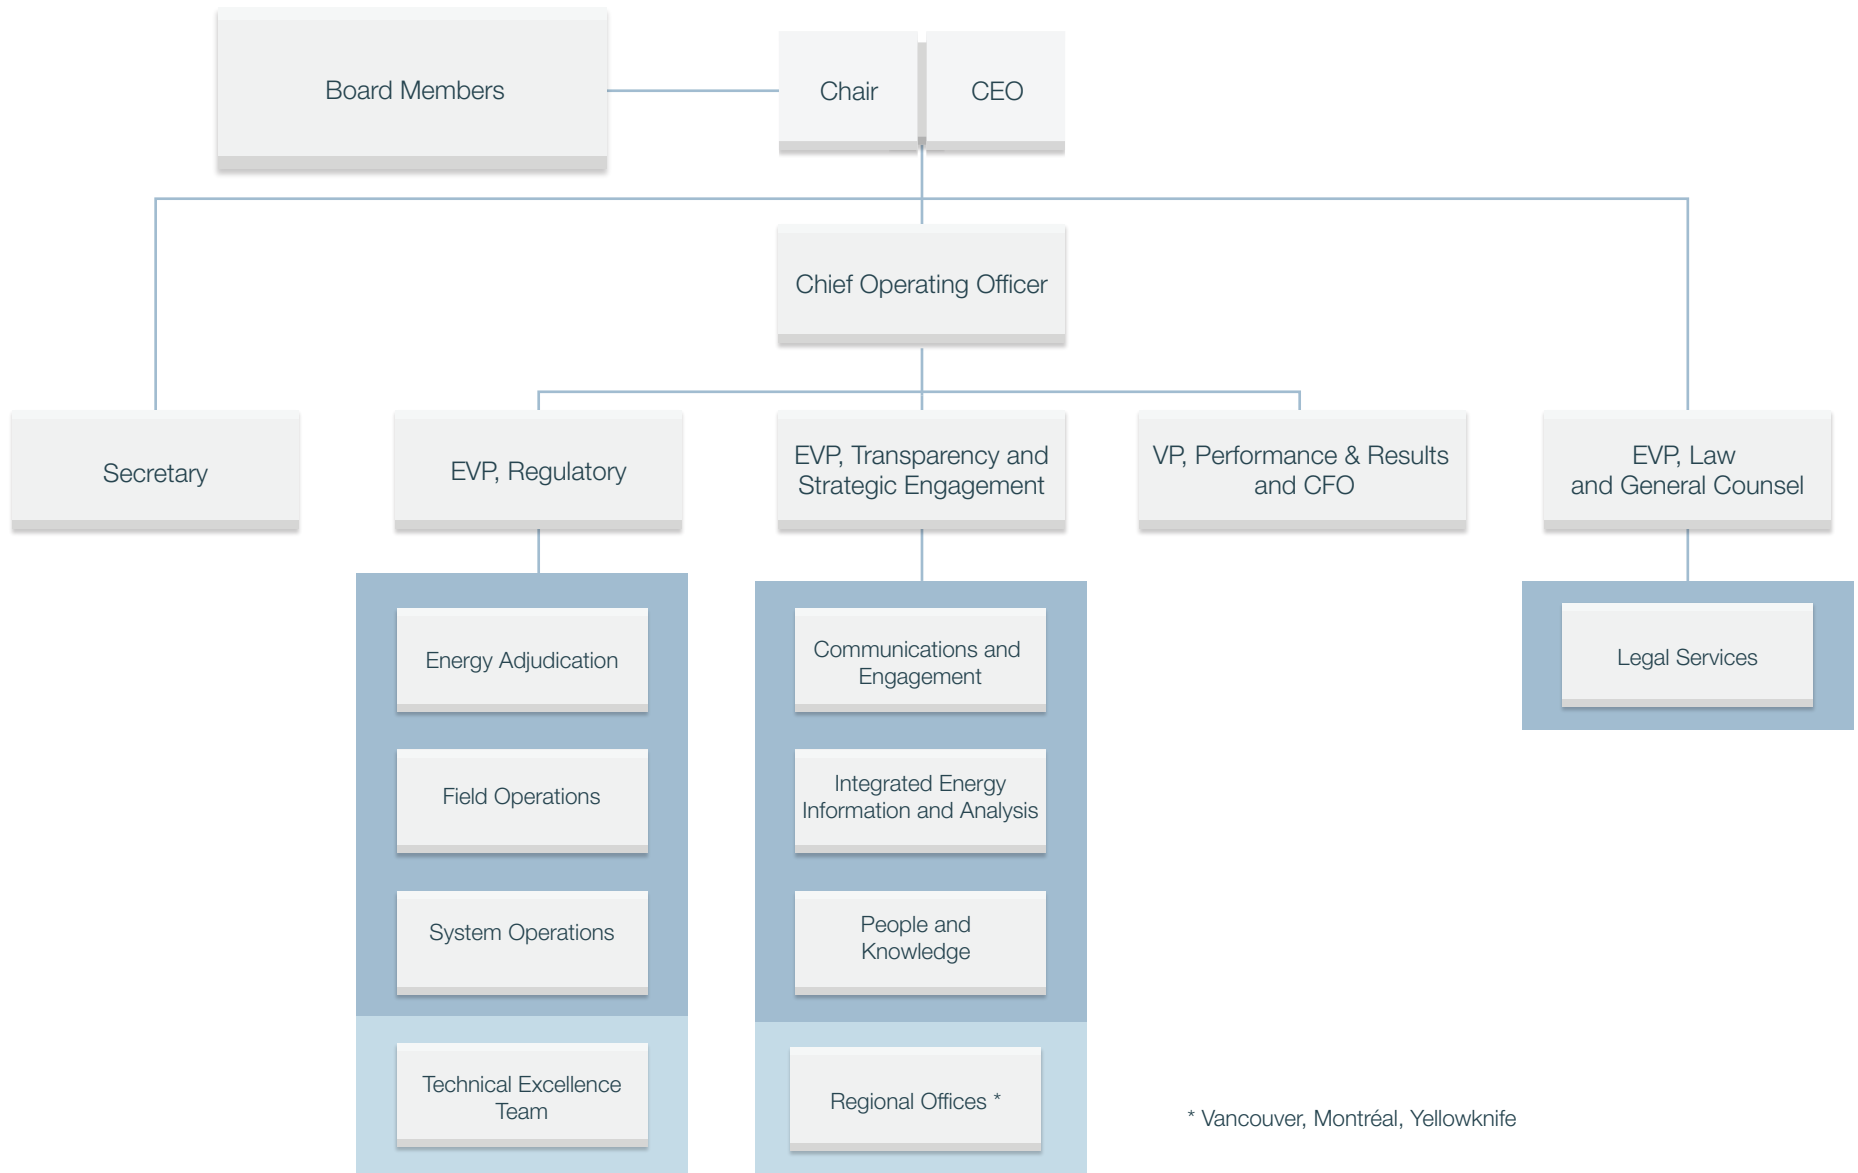 Board Members
Chair
CEO
Chief Operating Officer
Secretary
EVP, Regulatory
EVP, Transparency and
Strategic Engagement
VP, Performance & Results
and CFO
EVP, Law
and General Counsel
Energy Adjudication
Field Operations
System Operations
Technical Excellence
Team
Communications and
Engagement
Integrated Energy
Information and Analysis
People and
Knowledge
Regional Offices *
Legal Services
* Vancouver, Montréal, Yellowknife